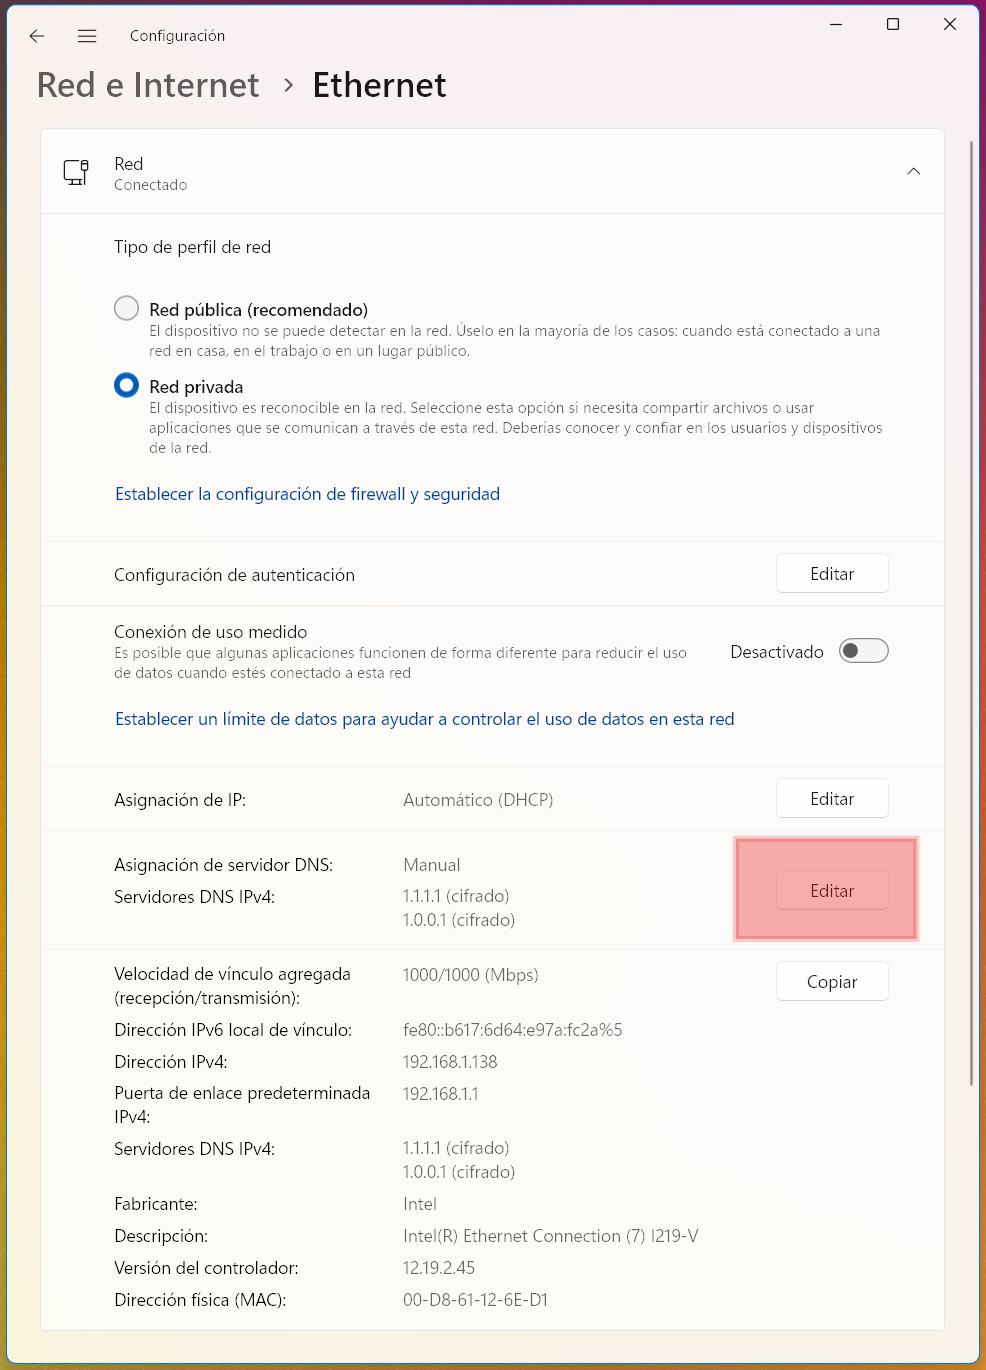 Configuración
Red e Internet > Ethernet
Red
Conectado
Tipo de perfil de red
Red pública (recomendado)
El dispositivo no se puede detectar en la red. Úselo en la mayoría de los casos: cuando está conectado a una
red en casa, en el trabajo o en un lugar público.
Red privada
El dispositivo es reconocible en la red. Seleccione esta opción si necesita compartir archivos o usar
aplicaciones que se comunican a través de esta red. Deberías conocer y confiar en los usuarios y dispositivos
de la red.
Establecer la configuración de firewall y seguridad
Configuración de autenticación Editar
Conexión de uso medido
Es posible que algunas aplicaciones funcionen de forma diferente para reducir el uso
de datos cuando estés conectado a esta red
Desactivado
Establecer un límite de datos para ayudar a controlar el uso de datos en esta red
Asignación de IP: Automático (DHCP) Editar
Asignación de servidor DNS: Manual
Servidores DNS IPv4: 1.1.1.1 (cifrado)
1.0.0.1 (cifrado)
Editar
Velocidad de vínculo agregada
(recepción/transmisión):
1000/1000 (Mbps)
Copiar
Dirección IPv6 local de vínculo: fe80::b617:6d64:e97a:fc2a%5
Dirección IPv4: 192.168.1.138
Puerta de enlace predeterminada
IPv4:
192.168.1.1
Servidores DNS IPv4: 1.1.1.1 (cifrado)
1.0.0.1 (cifrado)
Fabricante: Intel
Descripción: Intel(R) Ethernet Connection (7) I219-V
Versión del controlador: 12.19.2.45
Dirección física (MAC): 00-D8-61-12-6E-D1